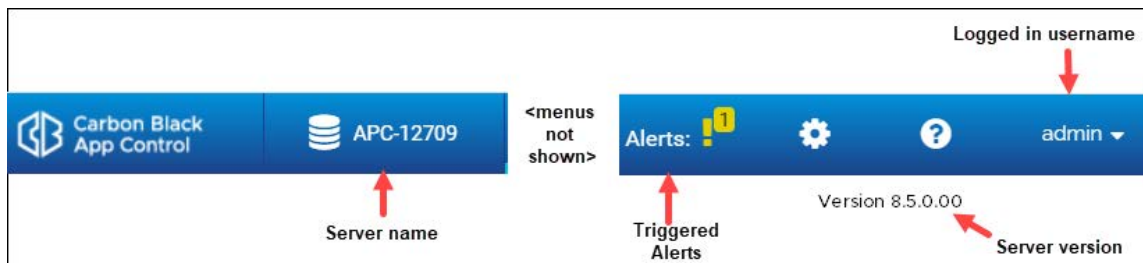 Logged in username
Carbon Black
App Control
APC-12709
<menus
not
shown>
Alerts: 1
admin
Version 8.5.0.00
Server name
Triggered
Alerts
Server version